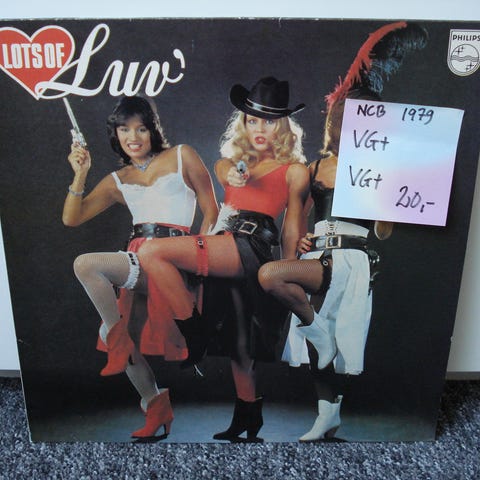 LOTS OF
Luv'
PHILIPS
NCB 1979
VG+
VG+
20,-